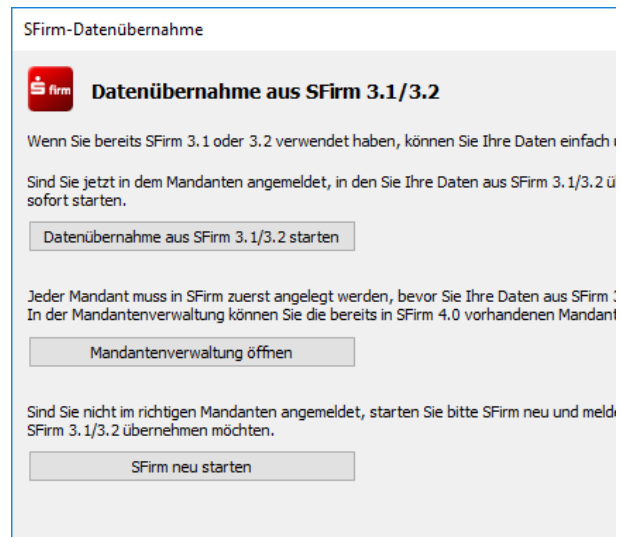 SFirm-Datenübernahme
S firm
Datenübernahme aus SFirm 3.1/3.2
Wenn Sie bereits SFirm 3.1 oder 3.2 verwendet haben, können Sie Ihre Daten einfach
Sind Sie jetzt in dem Mandanten angemeldet, in den Sie Ihre Daten aus SFirm 3.1/3.2
sofort starten.
Datenübernahme aus SFirm 3.1/3.2 starten
Jeder Mandant muss in SFirm zuerst angelegt werden, bevor Sie Ihre Daten aus SFirm
In der Mandantenverwaltung können Sie die bereits in SFirm 4.0 vorhandenen Mandant
Mandantenverwaltung öffnen
Sind Sie nicht im richtigen Mandanten angemeldet, starten Sie bitte SFirm neu und meld
SFirm 3.1/3.2 übernehmen möchten.
SFirm neu starten